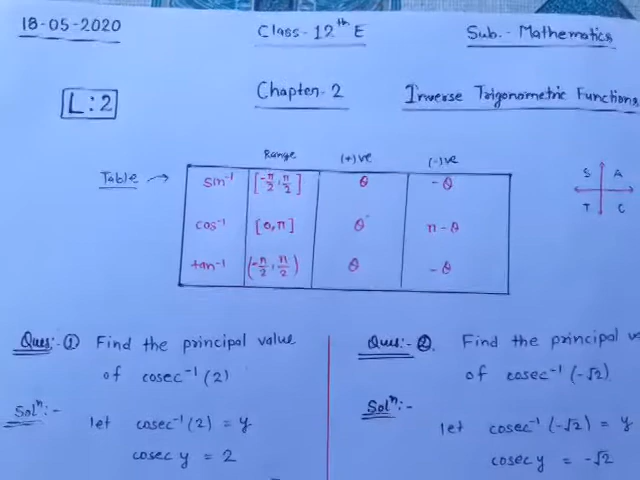 18-05-2020 Class-12th E Sub.- Mathematics
L:2 Chapter-2 Inverse Trigonometric Functions
Range (+)ve (-)ve
S A
Table → sin⁻¹ [-π/2, π/2] θ -θ
T C
cos⁻¹ [0,π] θ π-θ
tan⁻¹ (-π/2, π/2) θ -θ
Ques:-① Find the principal value
of cosec⁻¹(2)
Solⁿ:-
let cosec⁻¹(2) = y
cosec y = 2
Ques:-②. Find the principal
of cosec⁻¹(-√2)
Solⁿ:-
let cosec⁻¹(-√2) = y
cosec y = -√2